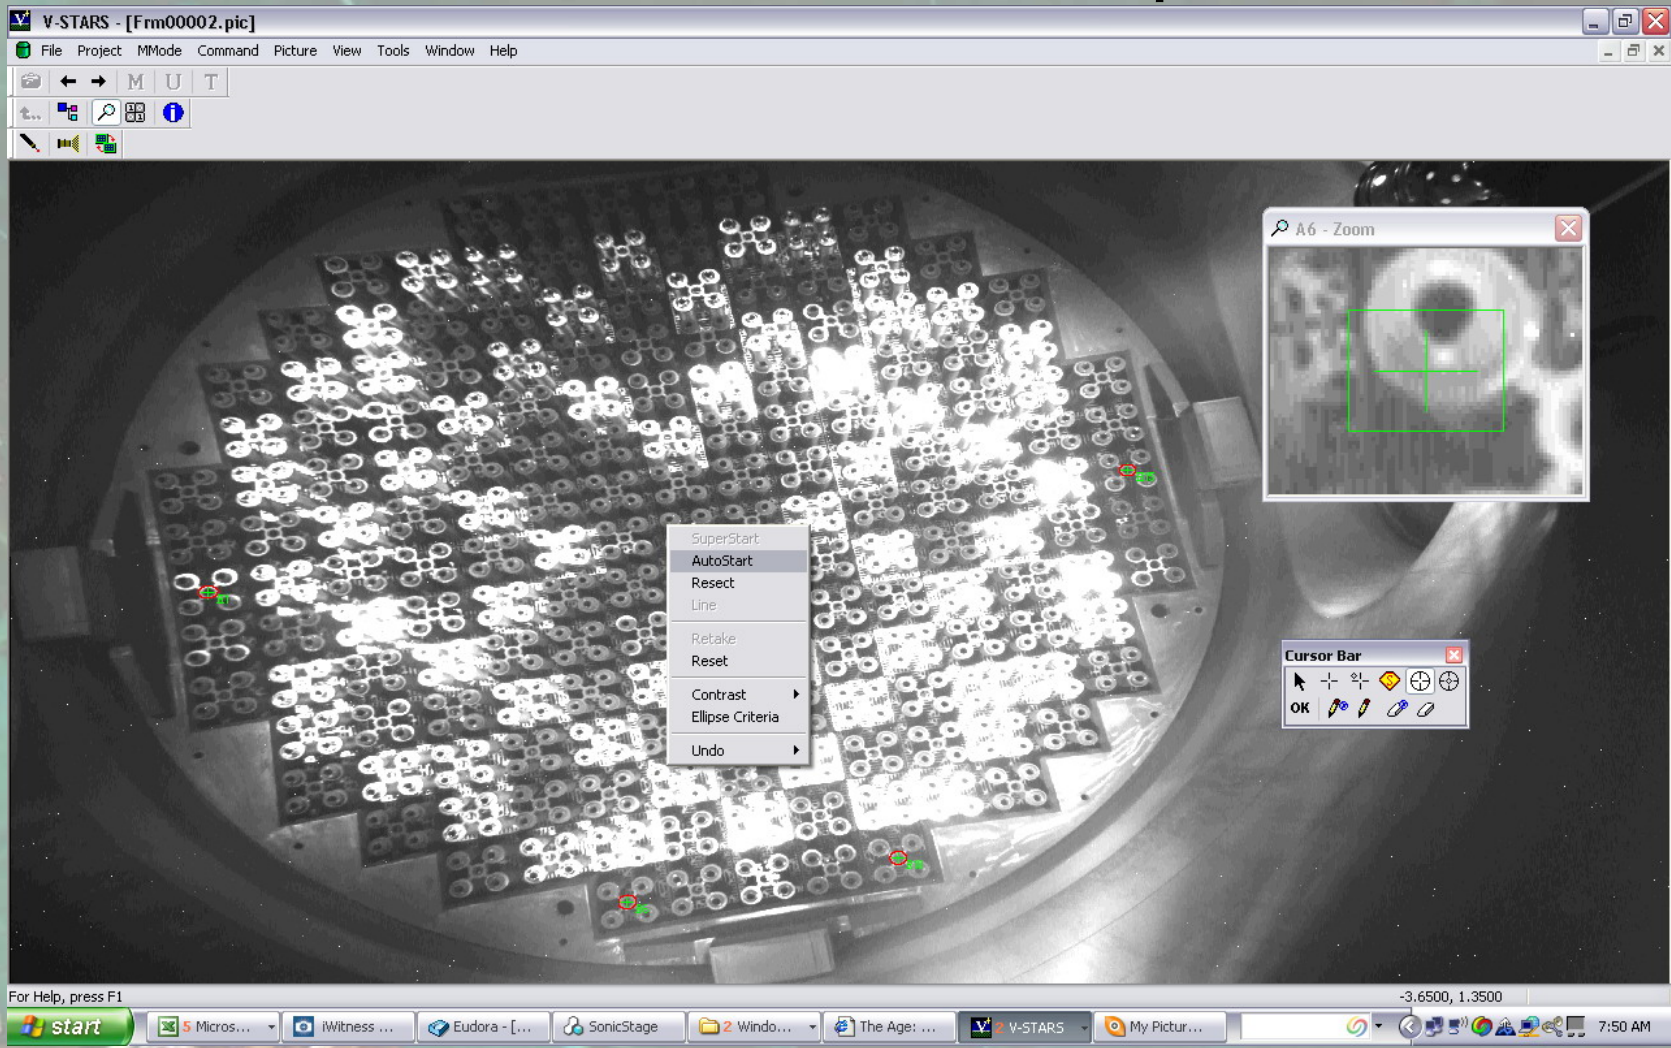 V-STARS - [Frm00002.pic]
File Project MMode Command Picture View Tools Window Help
M U T
A6 - Zoom
SuperStart
AutoStart
Resect
Line
Retake
Reset
Contrast
Ellipse Criteria
Undo
Cursor Bar
OK
For Help, press F1
-3.6500, 1.3500
start 5 Micros... iWitness ... Eudora - [... SonicStage 2 Windo... The Age: ... 2 V-STARS My Pictur... 7:50 AM